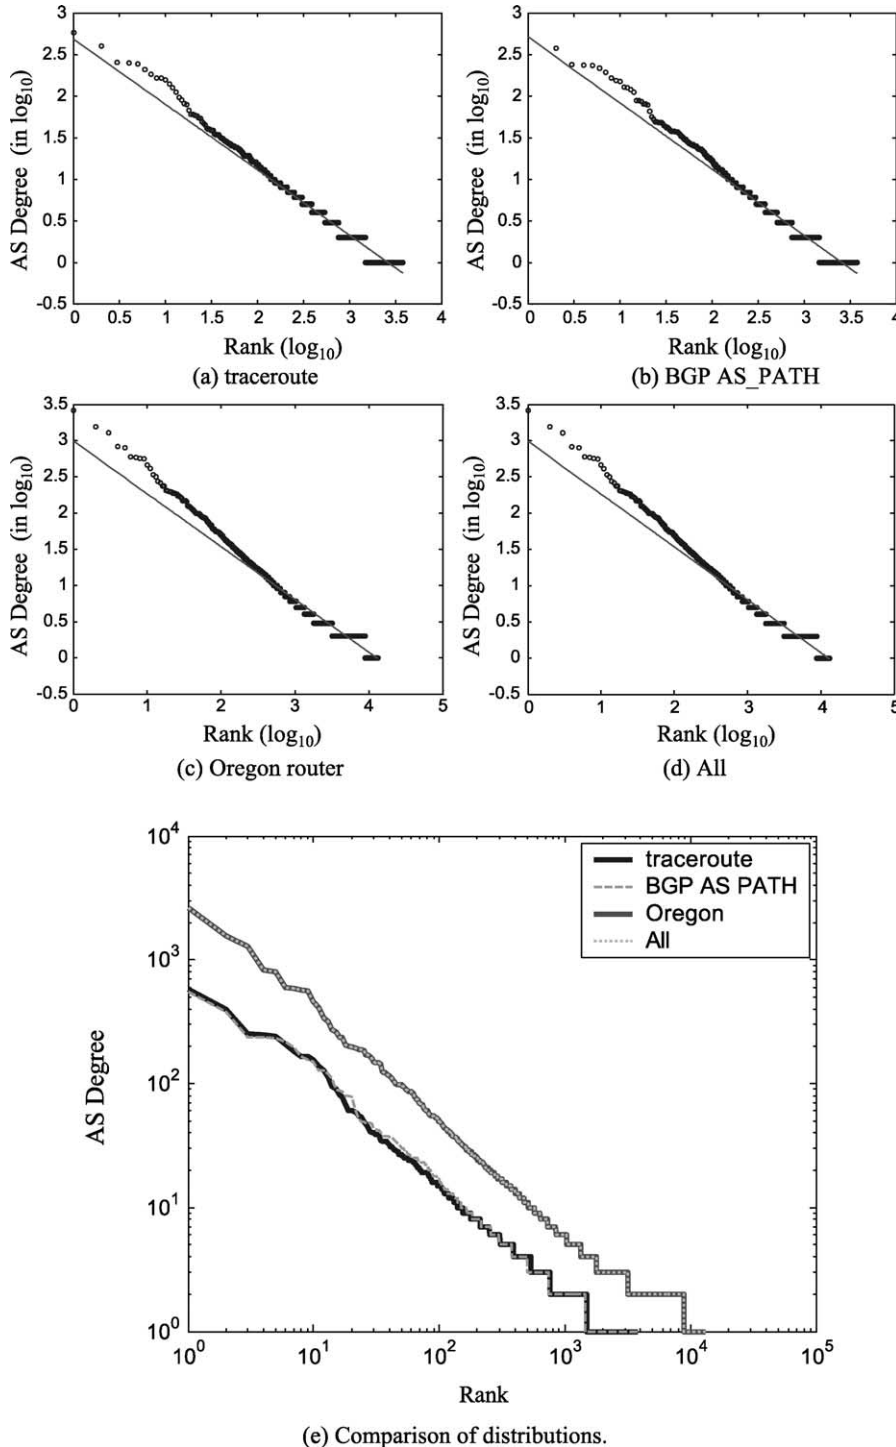 3
2.5
2
1.5
1
0.5
0
-0.5
AS Degree (in log10)
0 0.5 1 1.5 2 2.5 3 3.5 4
Rank (log10)
(a) traceroute
3
2.5
2
1.5
1
0.5
0
-0.5
AS Degree (in log10)
0 0.5 1 1.5 2 2.5 3 3.5 4
Rank (log10)
(b) BGP AS_PATH
3.5
3
2.5
2
1.5
1
0.5
0
-0.5
AS Degree (in log10)
0 1 2 3 4 5
Rank (log10)
(c) Oregon router
3.5
3
2.5
2
1.5
1
0.5
0
-0.5
AS Degree (in log10)
0 1 2 3 4 5
Rank (log10)
(d) All
10^4
10^3
10^2
10^1
10^0
AS Degree
traceroute
BGP AS PATH
Oregon
All
10^0 10^1 10^2 10^3 10^4 10^5
Rank
(e) Comparison of distributions.